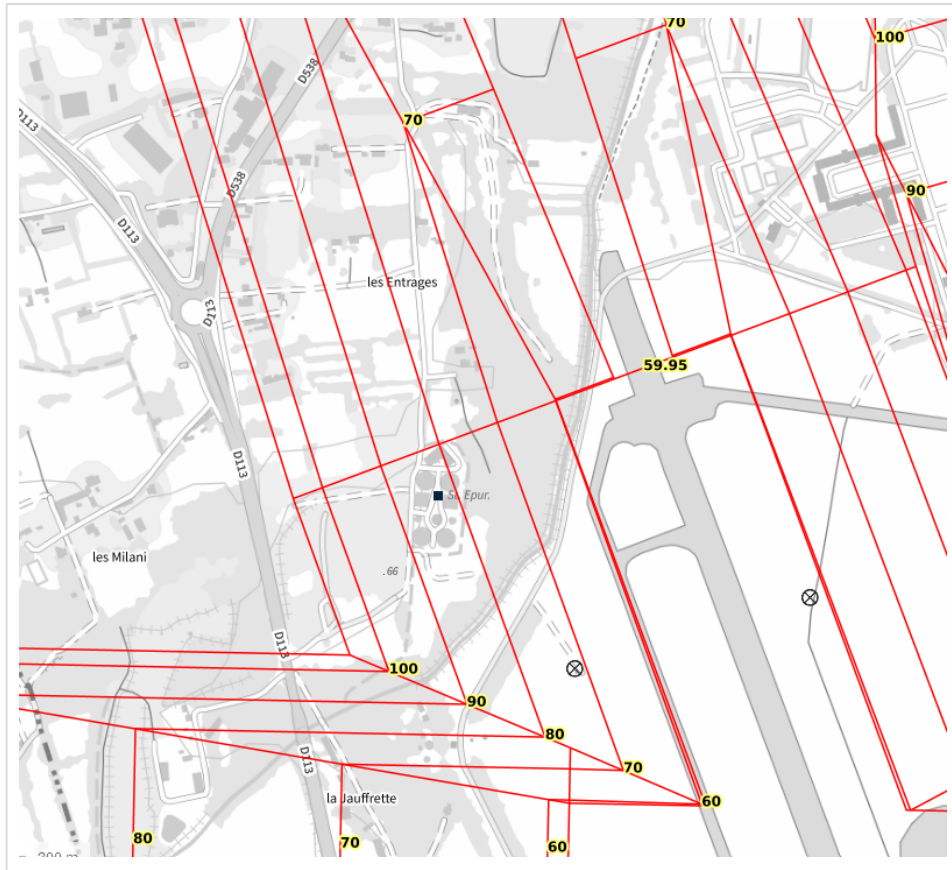 70
100
D538
D113
70
D538
90
D113
les Entrages
D113
59.95
D113
St. Epur.
les Milani
.66
D113
100
90
80
70
D113
la Jauffrette
60
80
70
60